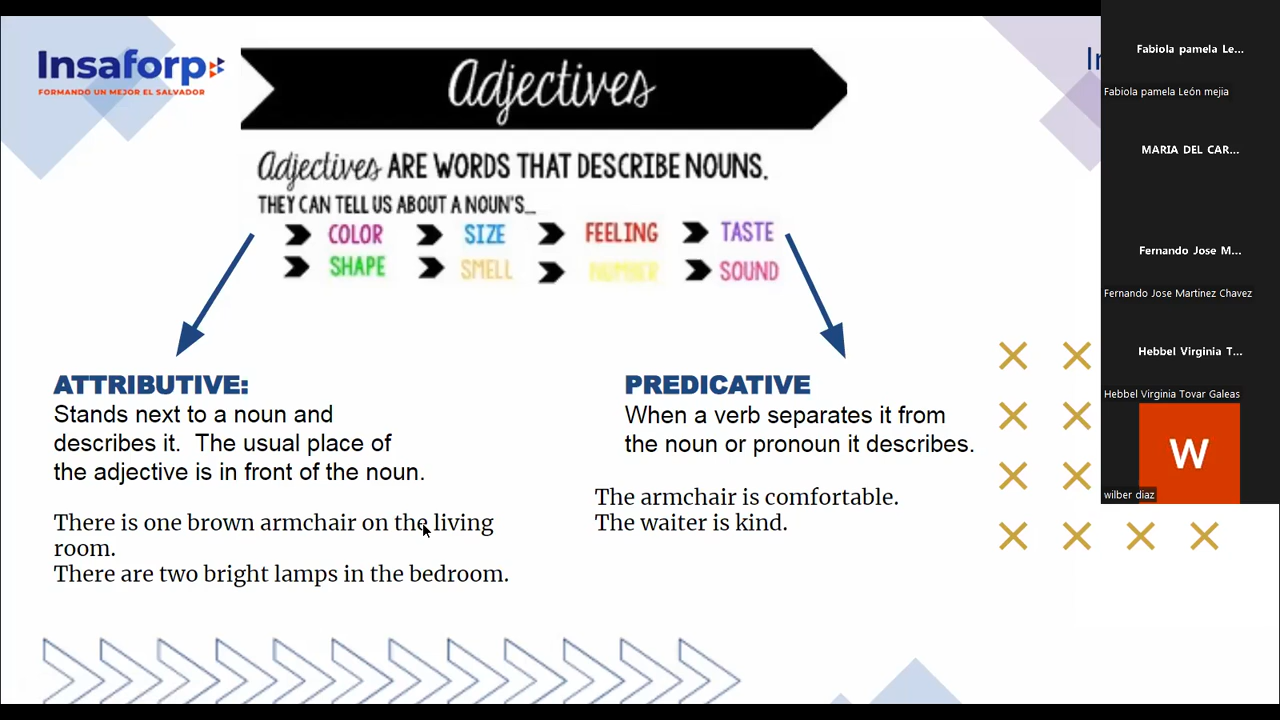 Insaforp
FORMANDO UN MEJOR EL SALVADOR
Adjectives
Adjectives ARE WORDS THAT DESCRIBE NOUNS.
THEY CAN TELL US ABOUT A NOUN'S...
COLOR SIZE FEELING TASTE
SHAPE SMELL NUMBER SOUND
ATTRIBUTIVE:
Stands next to a noun and
describes it. The usual place of
the adjective is in front of the noun.
There is one brown armchair on the living
room.
There are two bright lamps in the bedroom.
PREDICATIVE
When a verb separates it from
the noun or pronoun it describes.
The armchair is comfortable.
The waiter is kind.
Fabiola pamela Le...
Fabiola pamela León mejia
MARIA DEL CAR...
Fernando Jose M...
Fernando Jose Martinez Chavez
Hebbel Virginia T...
Hebbel Virginia Tovar Galeas
W
wilber diaz